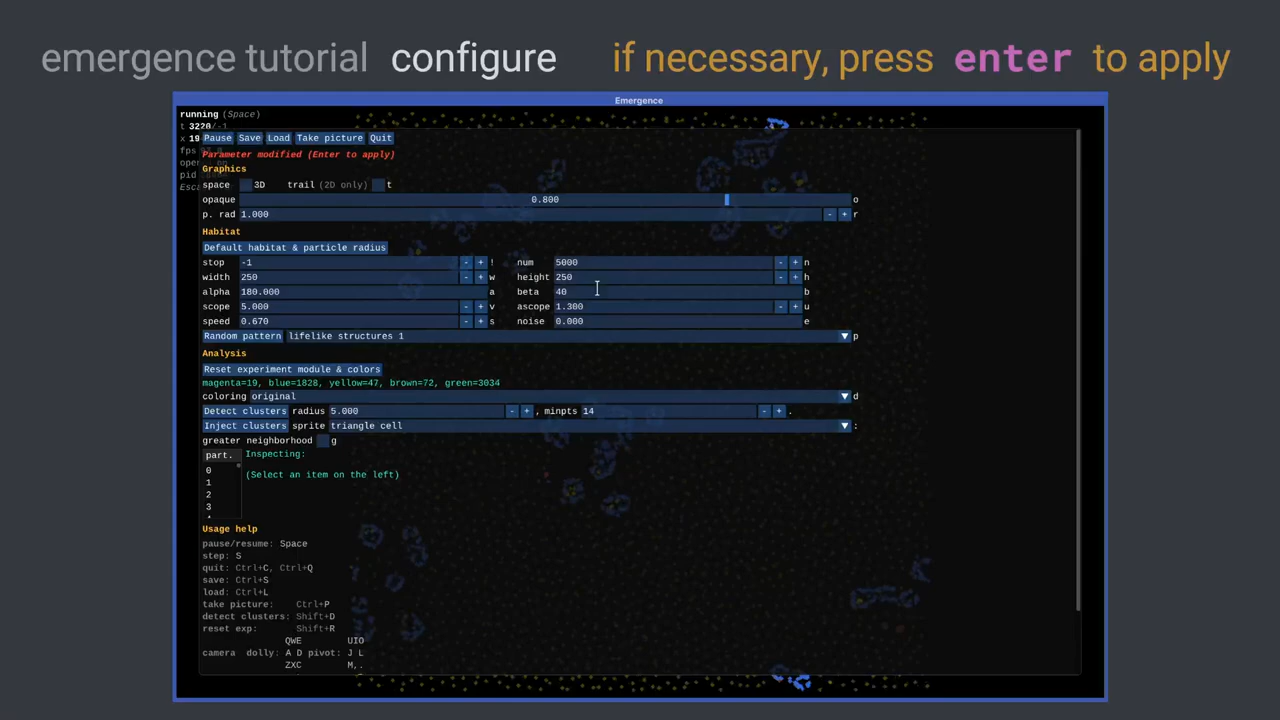 emergence tutorial configure if necessary, press enter to apply
Emergence
running (Space)
t 3220/-1
x 19
fps
ope
pid
Esc
Pause Save Load Take picture Quit
Parameter modified (Enter to apply)
Graphics
space 3D trail (2D only) t
opaque 0.800 o
p. rad 1.000 - + r
Habitat
Default habitat & particle radius
stop -1 - + ! num 5000 - + n
width 250 - + w height 250 - + h
alpha 180.000 a beta 40 b
scope 5.000 - + v ascope 1.300 - + u
speed 0.670 - + s noise 0.000 e
Random pattern lifelike structures 1 p
Analysis
Reset experiment module & colors
magenta=19, blue=1828, yellow=47, brown=72, green=3034
coloring original d
Detect clusters radius 5.000 - + , minpts 14 - + .
Inject clusters sprite triangle cell :
greater neighborhood g
part. Inspecting:
0
(Select an item on the left)
1
2
3
Usage help
pause/resume: Space
step: S
quit: Ctrl+C, Ctrl+Q
save: Ctrl+S
load: Ctrl+L
take picture: Ctrl+P
detect clusters: Shift+D
reset exp: Shift+R
QWE UIO
camera dolly: A D pivot: J L
ZXC M,.